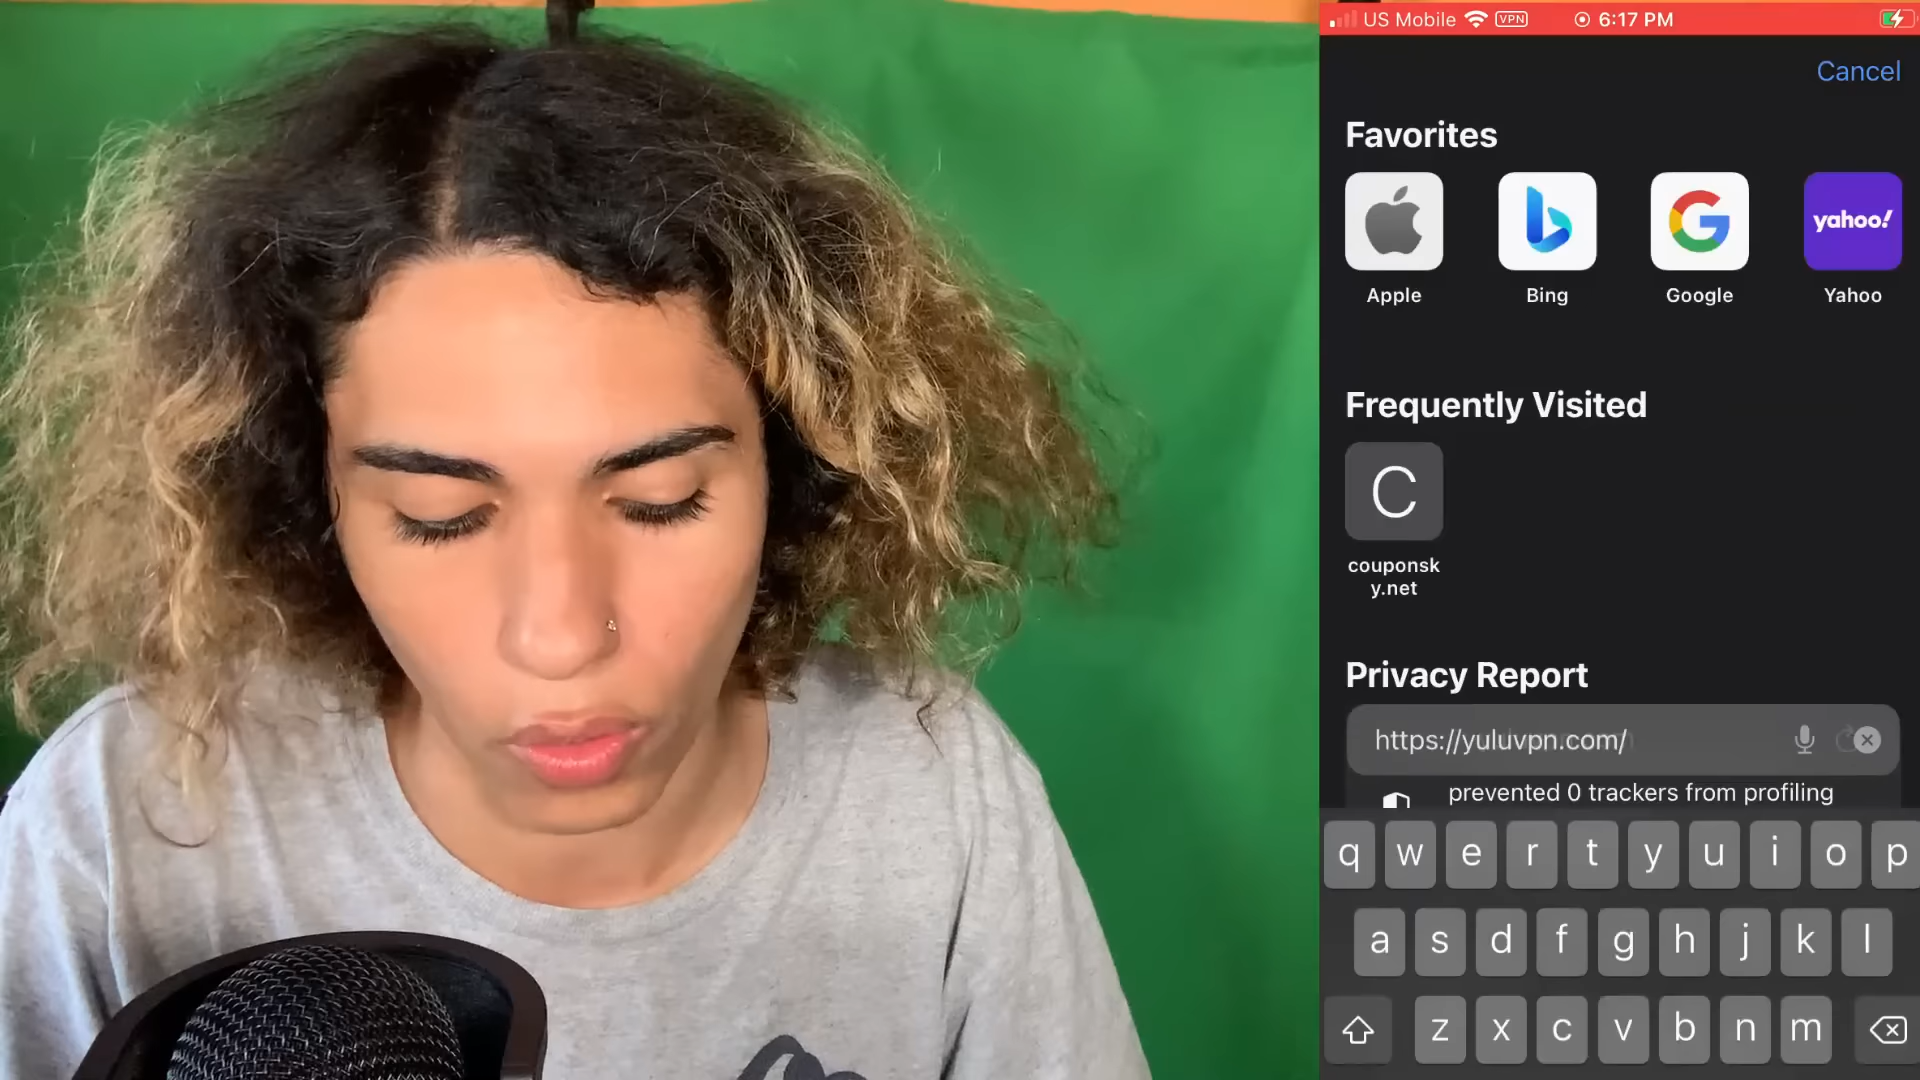 US Mobile VPN 6:17 PM
Cancel
Favorites
yahoo!
Apple Bing Google Yahoo
Frequently Visited
C
couponsk
y.net
Privacy Report
https://yuluvpn.com/
prevented 0 trackers from profiling
q w e r t y u i o p
a s d f g h j k l
z x c v b n m